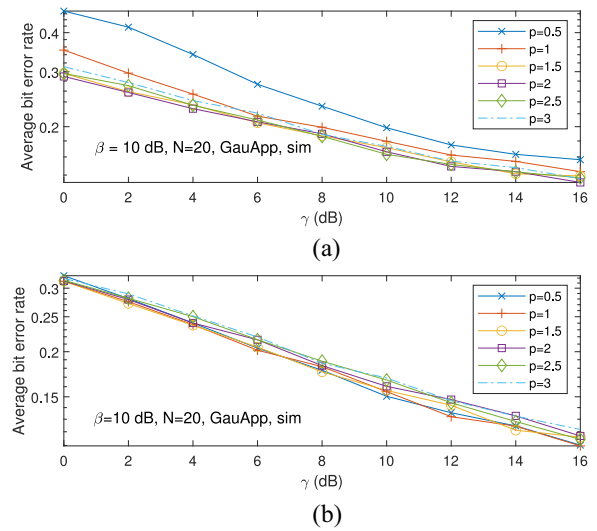 0.4
0.3
0.2
Average bit error rate
p=0.5
p=1
p=1.5
p=2
p=2.5
p=3
β = 10 dB, N=20, GauApp, sim
0 2 4 6 8 10 12 14 16
γ (dB)
(a)
0.3
0.25
0.2
0.15
Average bit error rate
p=0.5
p=1
p=1.5
p=2
p=2.5
p=3
β=10 dB, N=20, GauApp, sim
0 2 4 6 8 10 12 14 16
γ (dB)
(b)